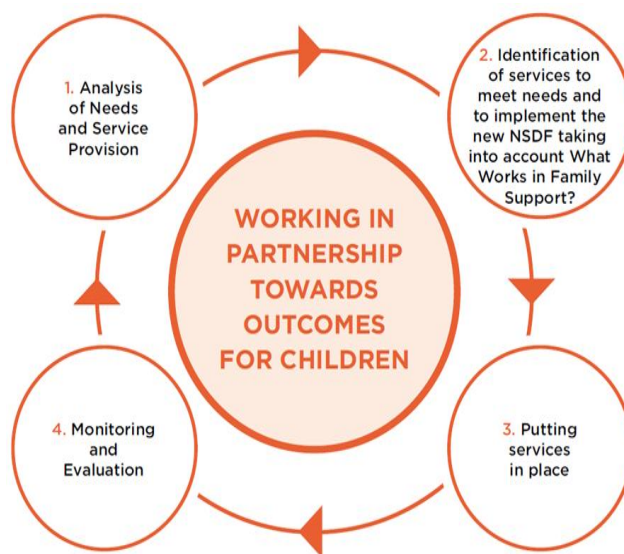 1. Analysis
of Needs
and Service
Provision
2. Identification
of services to
meet needs and
to implement the
new NSDF taking
into account What
Works in Family
Support?
WORKING IN
PARTNERSHIP
TOWARDS
OUTCOMES
FOR CHILDREN
4. Monitoring
and
Evaluation
3. Putting
services
in place